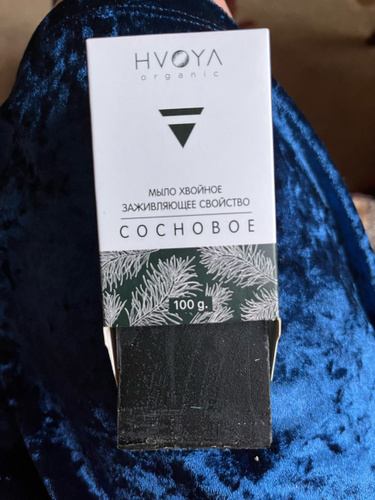 HVOYA
organic
МЫЛО ХВОЙНОЕ
ЗАЖИВЛЯЮЩЕЕ СВОЙСТВО
СОСНОВОЕ
100 g.